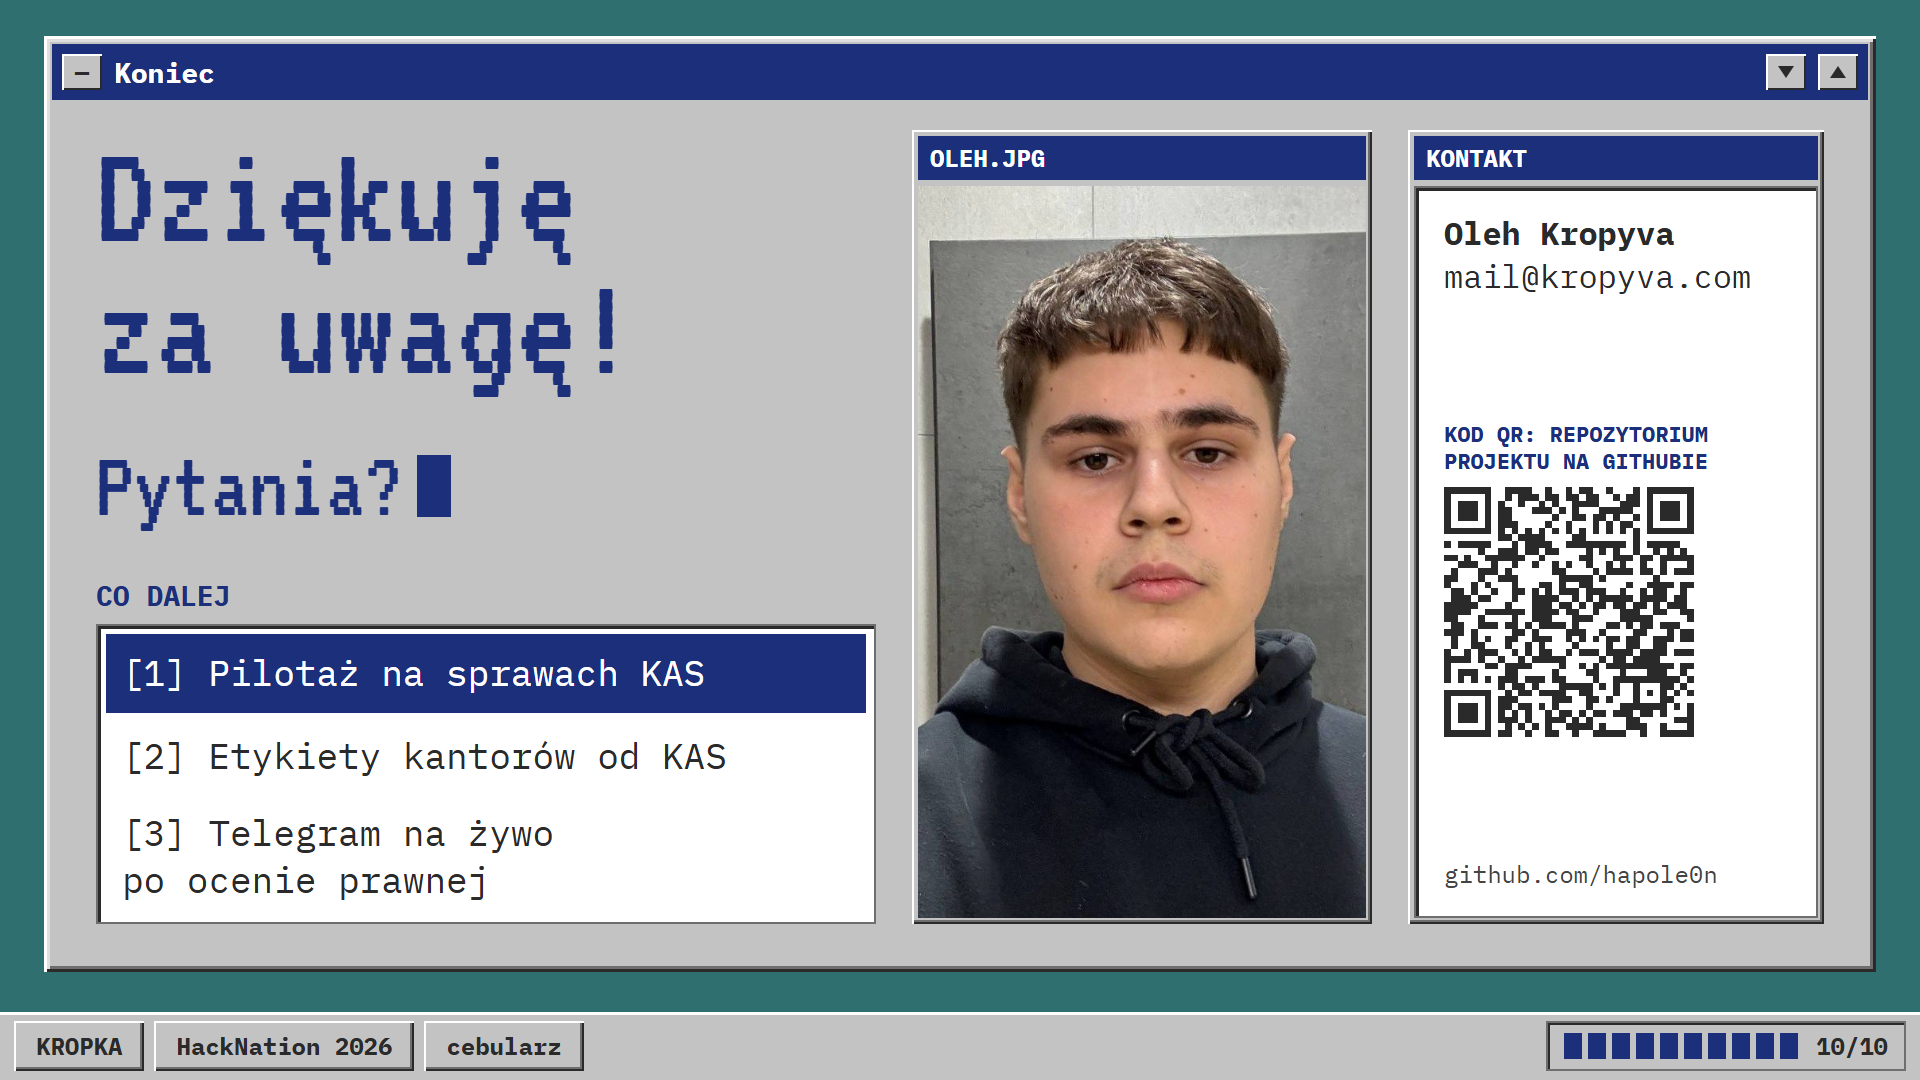 Koniec
Dziękuję
za uwagę!
Pytania?
CO DALEJ
[1] Pilotaż na sprawach KAS
[2] Etykiety kantorów od KAS
[3] Telegram na żywo
po ocenie prawnej
OLEH.JPG
KONTAKT
Oleh Kropyva
mail@kropyva.com
KOD QR: REPOZYTORIUM
PROJEKTU NA GITHUBIE
github.com/hapole0n
KROPKA
HackNation 2026
cebularz
10/10